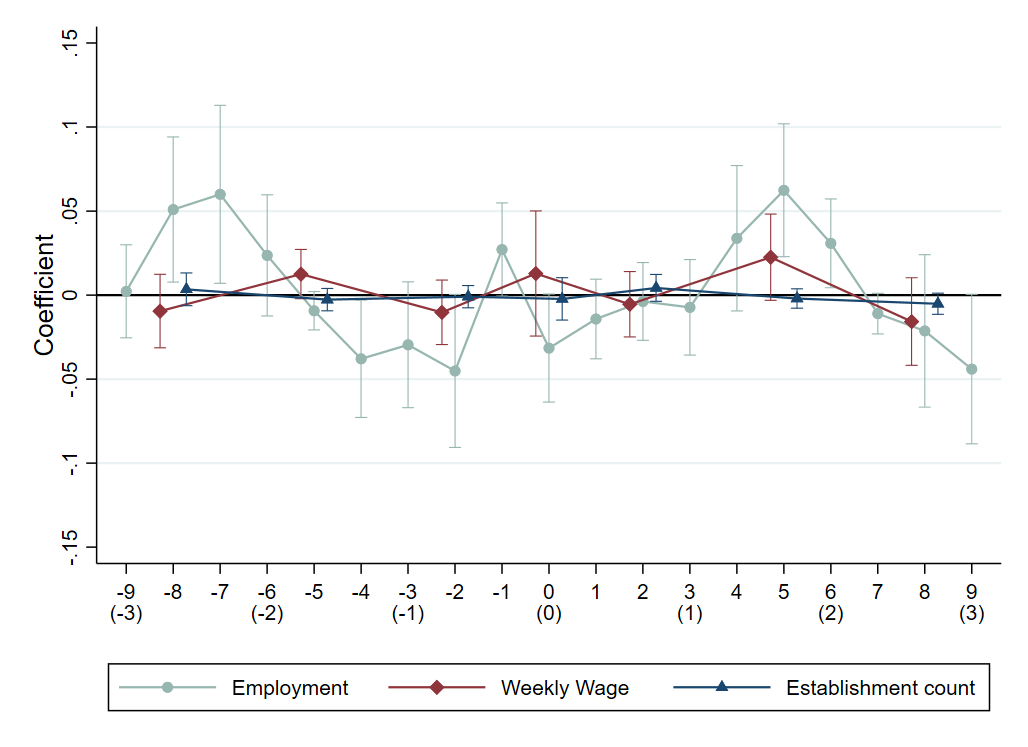 Coefficient
.15
.1
.05
0
-.05
-.1
-.15
-9 -8 -7 -6 -5 -4 -3 -2 -1 0 1 2 3 4 5 6 7 8 9
(-3) (-2) (-1) (0) (1) (2) (3)
Employment Weekly Wage Establishment count